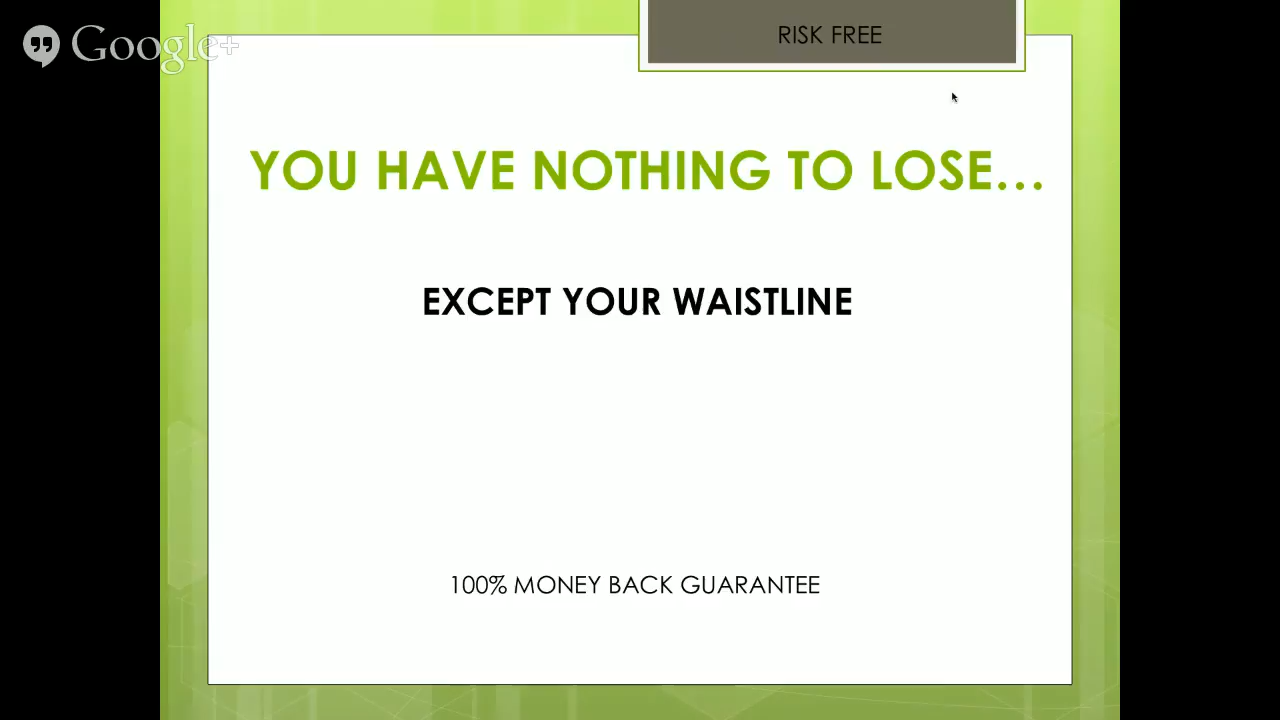 Google+
RISK FREE
YOU HAVE NOTHING TO LOSE…
EXCEPT YOUR WAISTLINE
100% MONEY BACK GUARANTEE